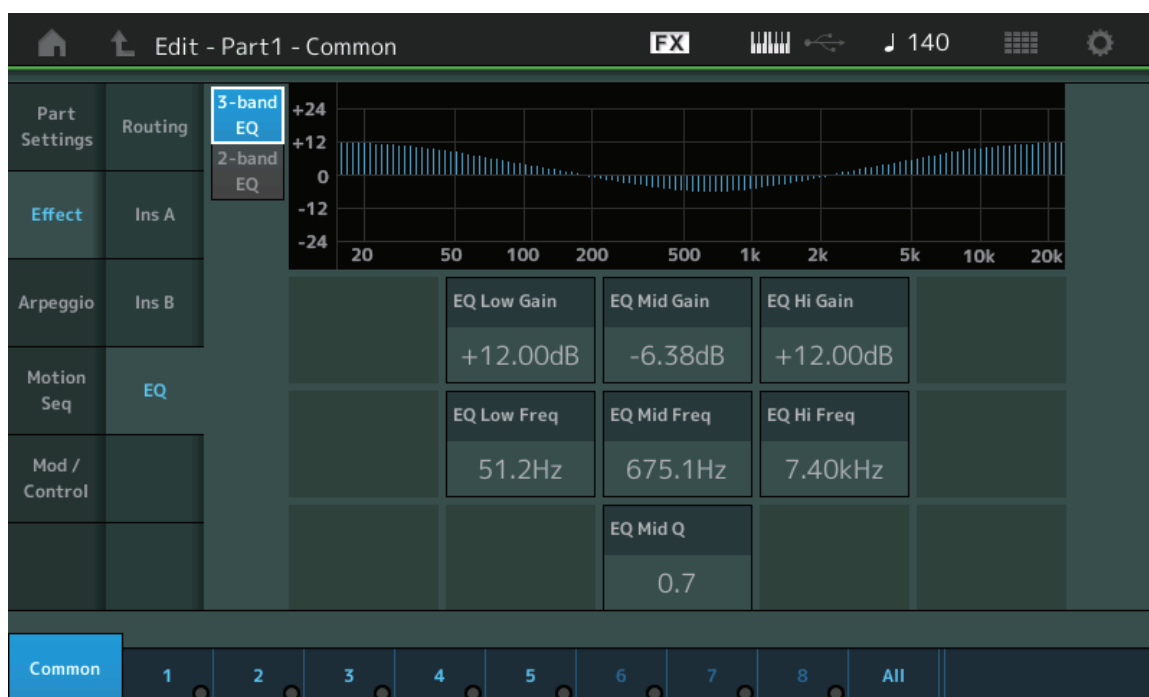 Edit - Part1 - Common
FX
140
Part
Settings
Effect
Arpeggio
Motion
Seq
Mod /
Control
Routing
Ins A
Ins B
EQ
3-band
EQ
2-band
EQ
+24
+12
0
-12
-24
20 50 100 200 500 1k 2k 5k 10k 20k
EQ Low Gain
+12.00dB
EQ Mid Gain
-6.38dB
EQ Hi Gain
+12.00dB
EQ Low Freq
51.2Hz
EQ Mid Freq
675.1Hz
EQ Hi Freq
7.40kHz
EQ Mid Q
0.7
Common 1 2 3 4 5 6 7 8 All